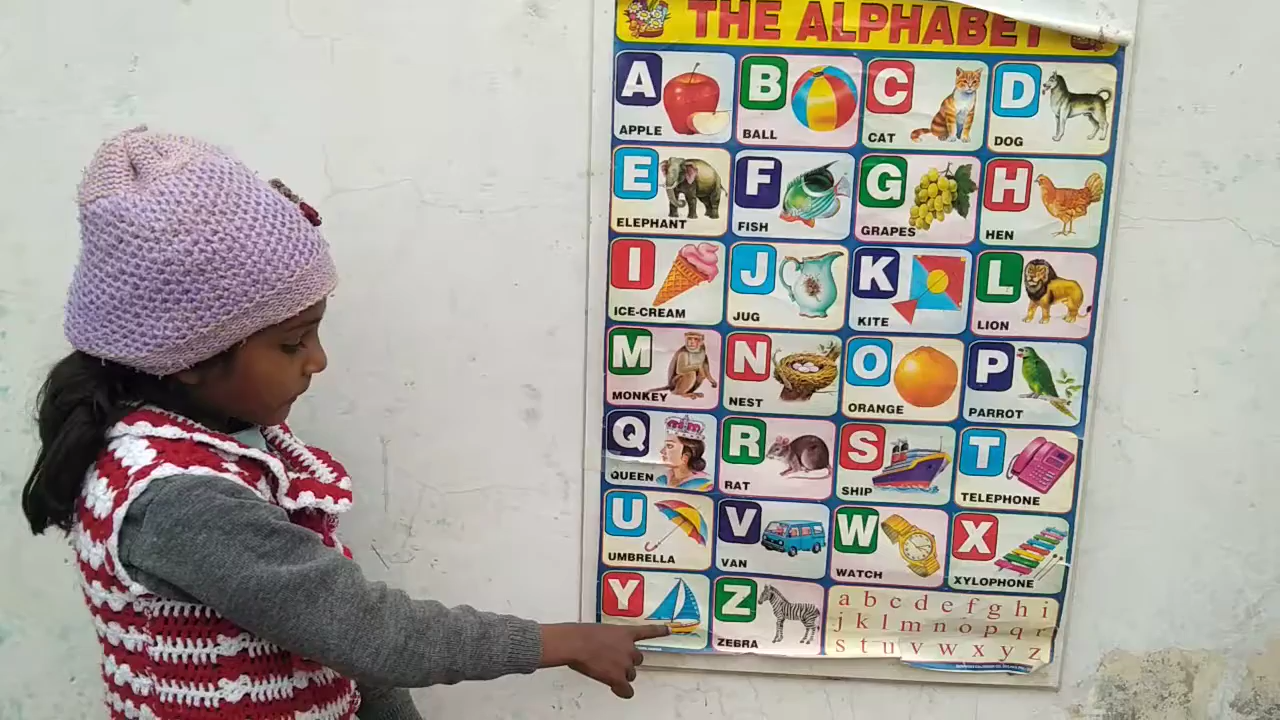 THE ALPHABET
A B C D
APPLE BALL CAT DOG
E F G H
ELEPHANT FISH GRAPES HEN
I J K L
ICE-CREAM JUG KITE LION
M N O P
MONKEY NEST ORANGE PARROT
Q R S T
QUEEN RAT SHIP TELEPHONE
U V W X
UMBRELLA VAN WATCH XYLOPHONE
Y Z
ZEBRA
a b c d e f g h i
j k l m n o p q r
s t u v w x y z